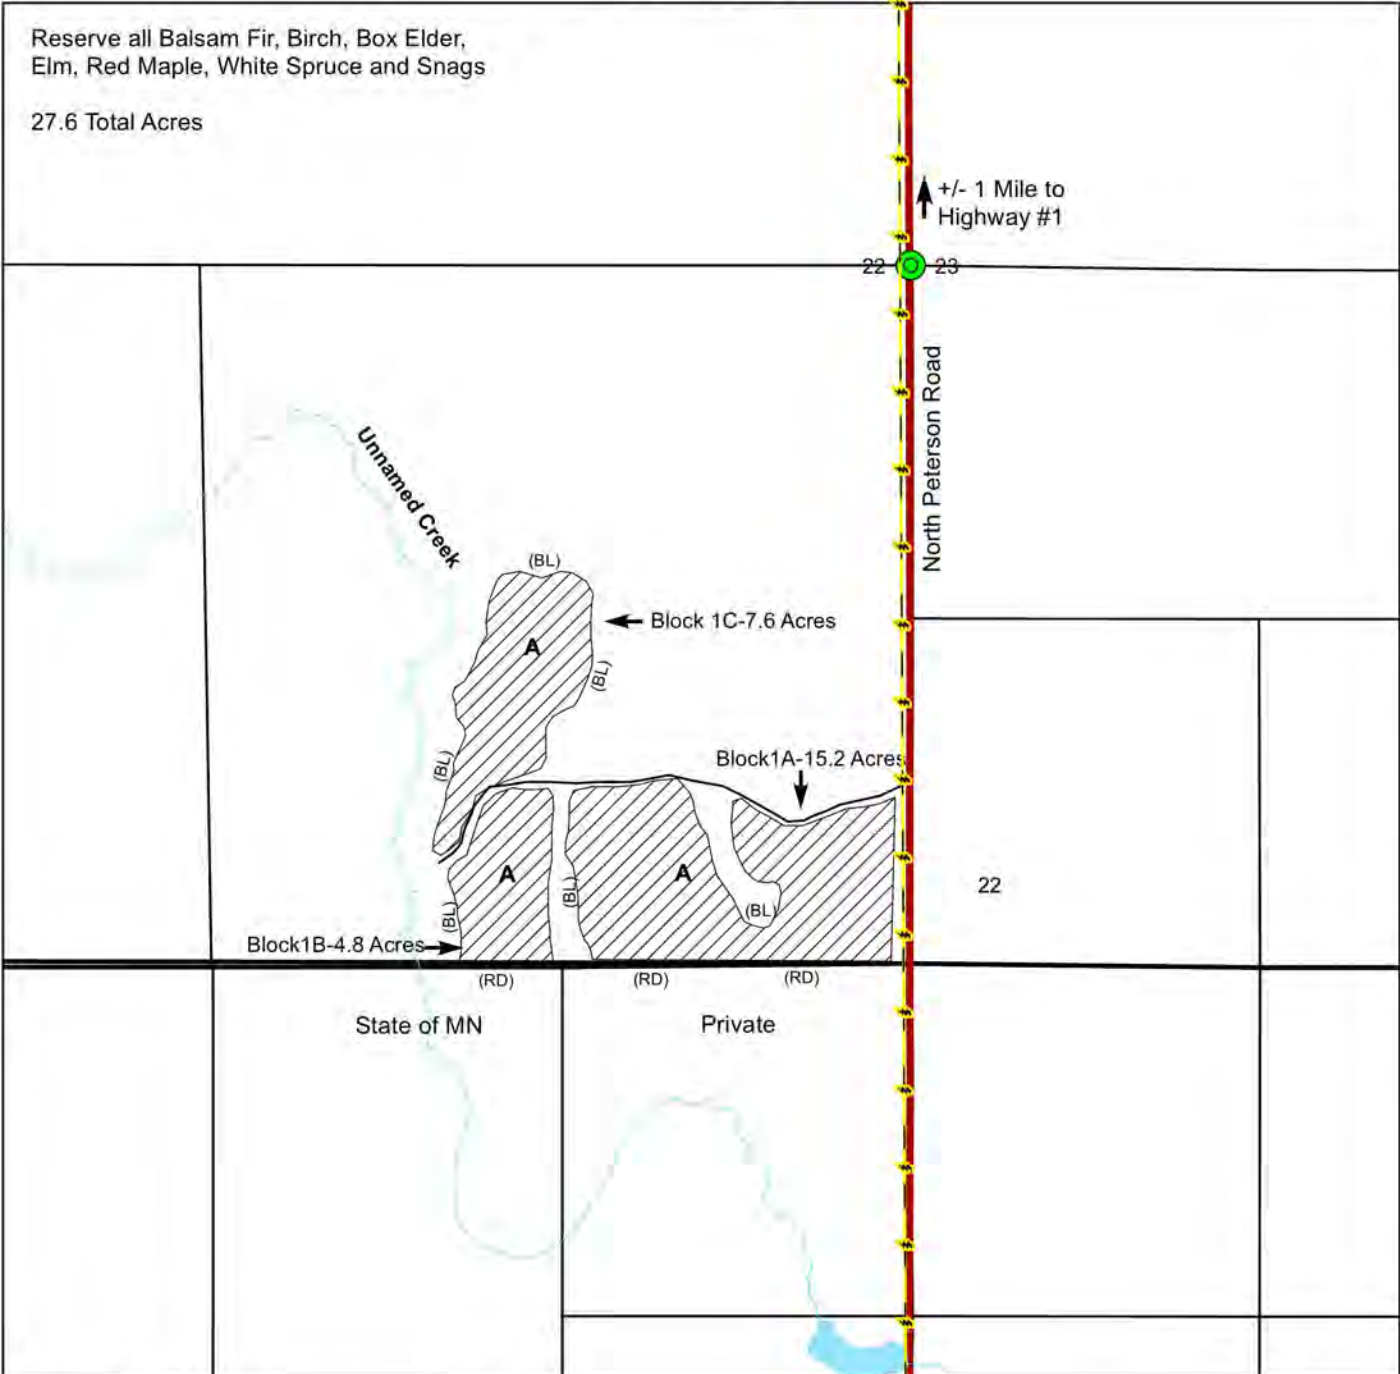 Reserve all Balsam Fir, Birch, Box Elder,
Elm, Red Maple, White Spruce and Snags
27.6 Total Acres
+/- 1 Mile to
Highway #1
22
23
North Peterson Road
Unnamed Creek
(BL)
Block 1C-7.6 Acres
A
(BL)
(BL)
Block1A-15.2 Acres
A
A
(BL)
22
(BL)
(BL)
Block1B-4.8 Acres
(RD)
(RD)
(RD)
State of MN
Private